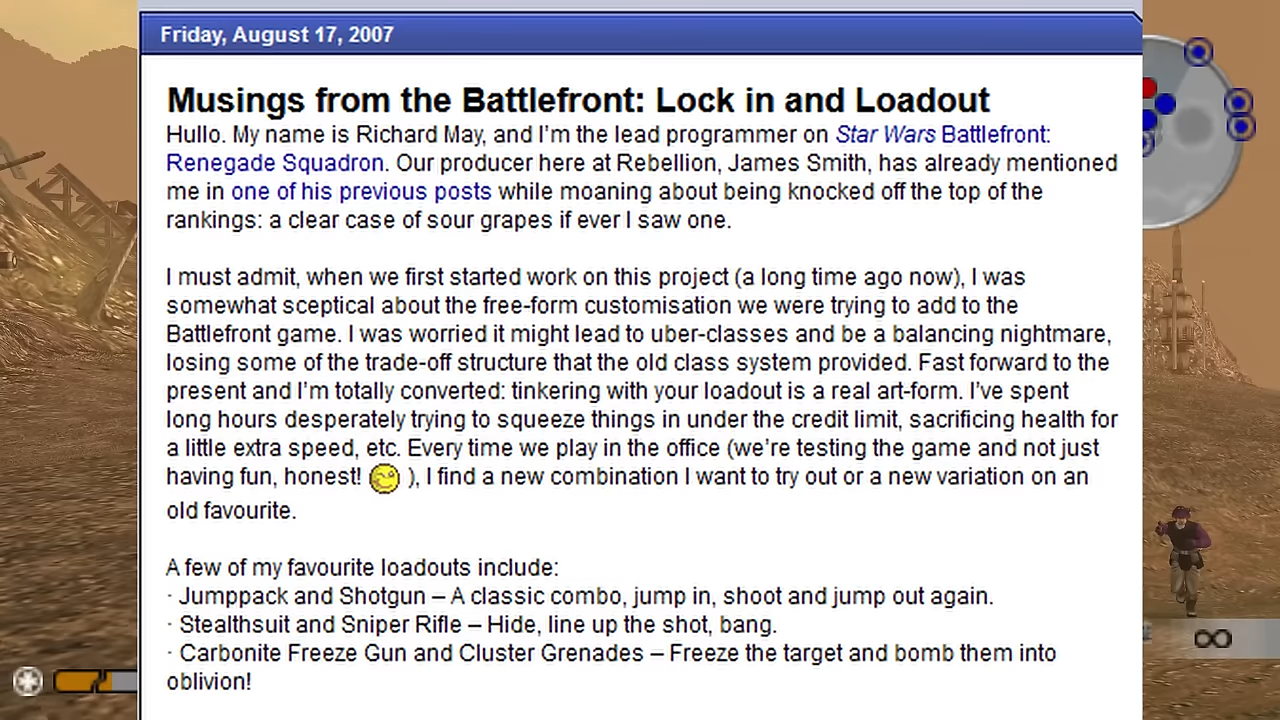 Friday, August 17, 2007
Musings from the Battlefront: Lock in and Loadout
Hullo. My name is Richard May, and I'm the lead programmer on Star Wars Battlefront:
Renegade Squadron. Our producer here at Rebellion, James Smith, has already mentioned
me in one of his previous posts while moaning about being knocked off the top of the
rankings: a clear case of sour grapes if ever I saw one.
I must admit, when we first started work on this project (a long time ago now), I was
somewhat sceptical about the free-form customisation we were trying to add to the
Battlefront game. I was worried it might lead to uber-classes and be a balancing nightmare,
losing some of the trade-off structure that the old class system provided. Fast forward to the
present and I'm totally converted: tinkering with your loadout is a real art-form. I've spent
long hours desperately trying to squeeze things in under the credit limit, sacrificing health for
a little extra speed, etc. Every time we play in the office (we're testing the game and not just
having fun, honest! ), I find a new combination I want to try out or a new variation on an
old favourite.
A few of my favourite loadouts include:
· Jumppack and Shotgun – A classic combo, jump in, shoot and jump out again.
· Stealthsuit and Sniper Rifle – Hide, line up the shot, bang.
· Carbonite Freeze Gun and Cluster Grenades – Freeze the target and bomb them into
oblivion!
∞